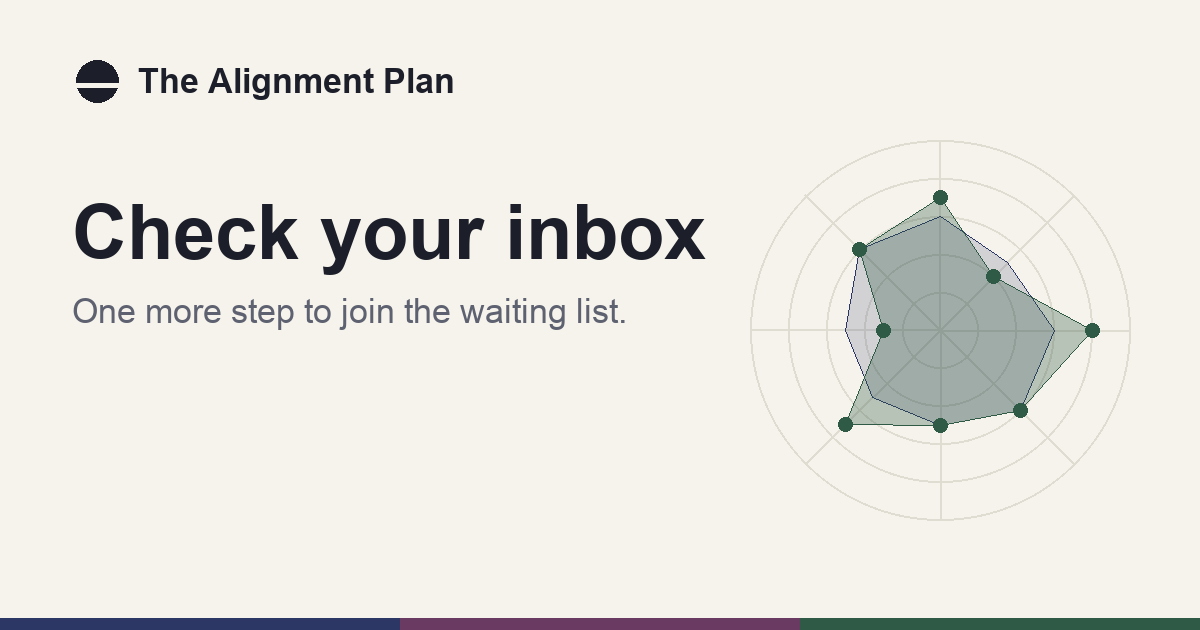 The Alignment Plan
Check your inbox
One more step to join the waiting list.